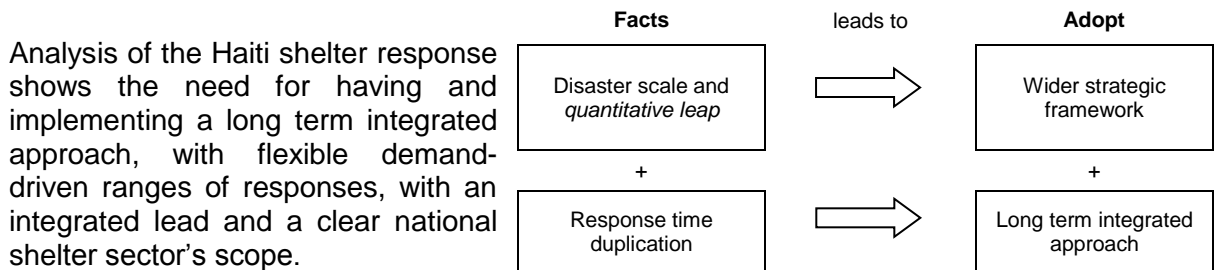 Analysis of the Haiti shelter response
shows the need for having and
implementing a long term integrated
approach, with flexible demand-
driven ranges of responses, with an
integrated lead and a clear national
shelter sector's scope.
Facts leads to Adopt
Disaster scale and
quantitative leap
Wider strategic
framework
+ +
Response time
duplication
Long term integrated
approach